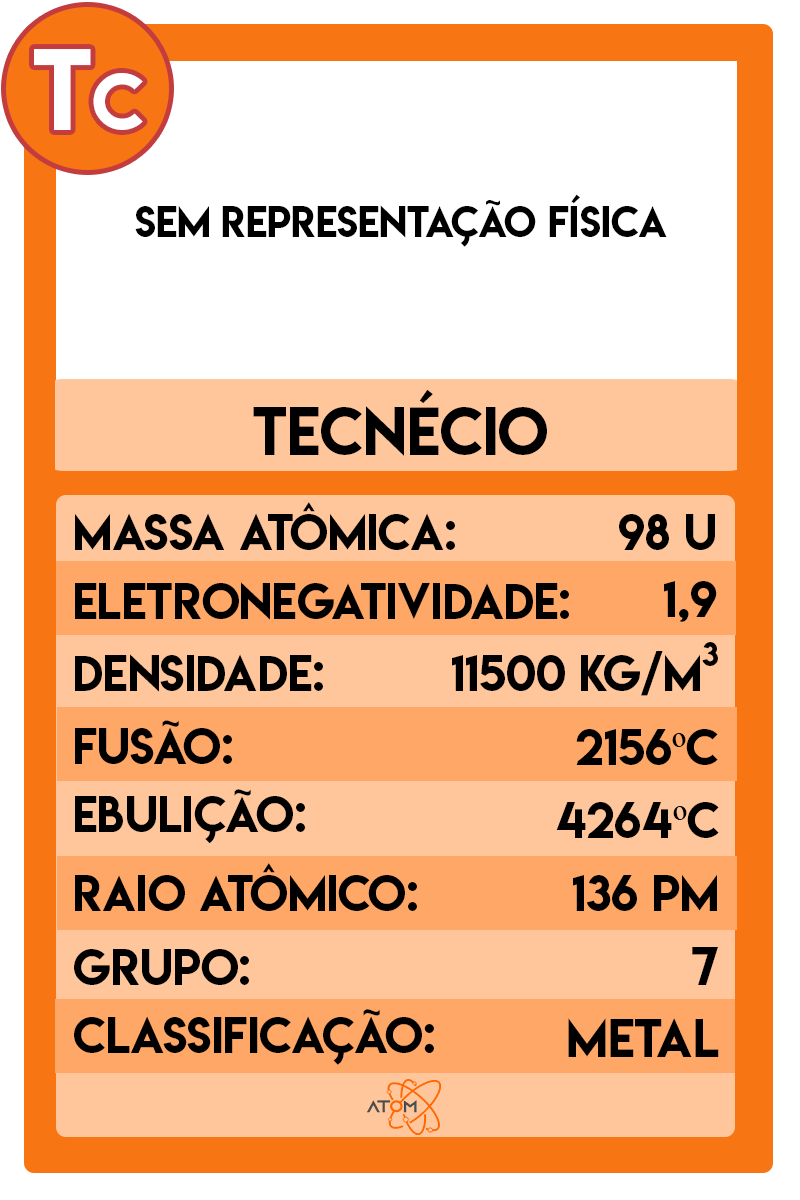 Tc
SEM REPRESENTAÇÃO FÍSICA
TECNÉCIO
MASSA ATÔMICA: 98 U
ELETRONEGATIVIDADE: 1,9
DENSIDADE: 11500 KG/M³
FUSÃO: 2156ºC
EBULIÇÃO: 4264ºC
RAIO ATÔMICO: 136 PM
GRUPO: 7
CLASSIFICAÇÃO: METAL
ATOM